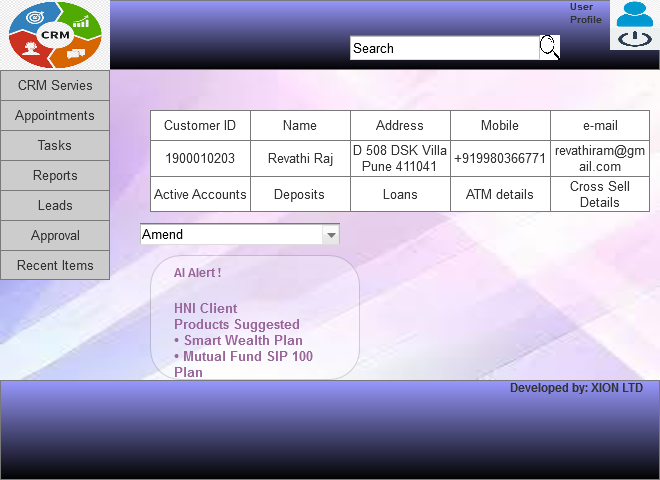 User
Profile
CRM
Search
CRM Servies
Appointments
Tasks
Reports
Leads
Approval
Recent Items
Customer ID Name Address Mobile e-mail
1900010203 Revathi Raj D 508 DSK Villa +919980366771 revathiram@gm
Pune 411041 ail.com
Active Accounts Deposits Loans ATM details Cross Sell
Details
Amend
AI Alert !
HNI Client
Products Suggested
• Smart Wealth Plan
• Mutual Fund SIP 100
Plan
Developed by: XION LTD